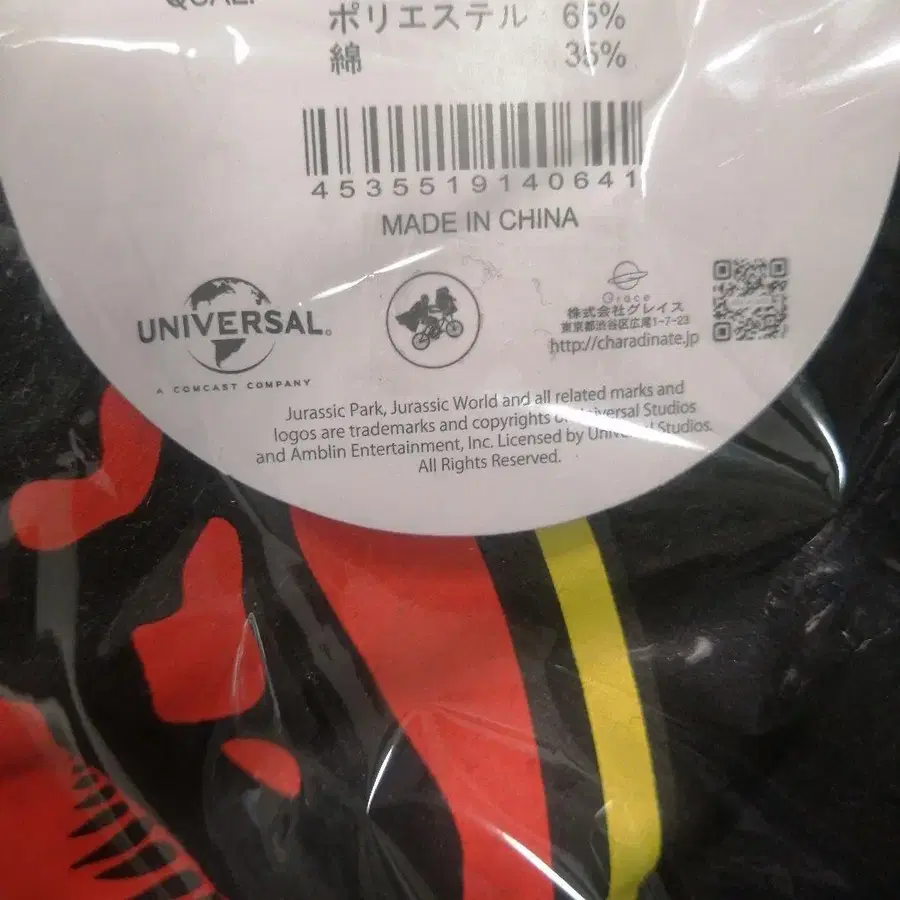 ポリエステル 65%
綿 35%
4535519140641
MADE IN CHINA
UNIVERSAL
A COMCAST COMPANY
Grace
株式会社グレイス
東京都渋谷区広尾1-7-23
http://charadinate.jp
Jurassic Park, Jurassic World and all related marks and
logos are trademarks and copyrights Universal Studios
and Amblin Entertainment, Inc. Licensed by Universal Studios.
All Rights Reserved.